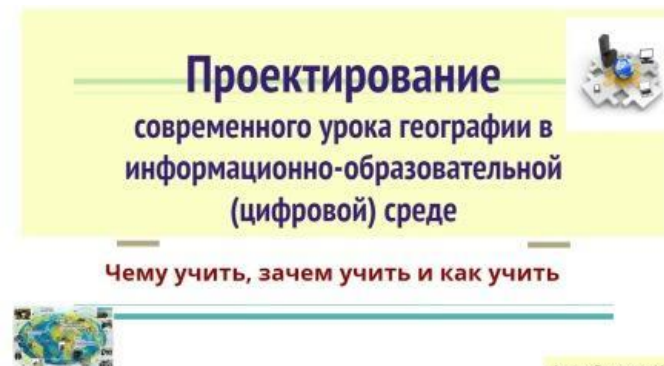 Проектирование
современного урока географии в
информационно-образовательной
(цифровой) среде
Чему учить, зачем учить и как учить